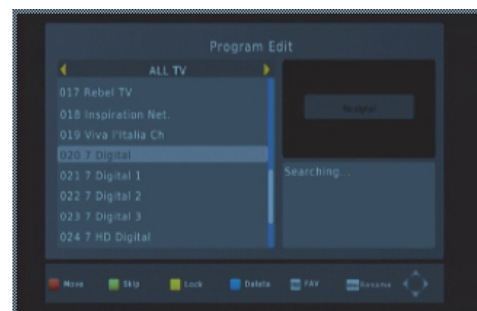 Program Edit
ALL TV
017 Rebel TV
018 Inspiration Net.
019 Viva l'Italia Ch
020 7 Digital
021 7 Digital 1
022 7 Digital 2
023 7 Digital 3
024 7 HD Digital
No signal
Searching...
Move Skip Lock Delete FAV Rename